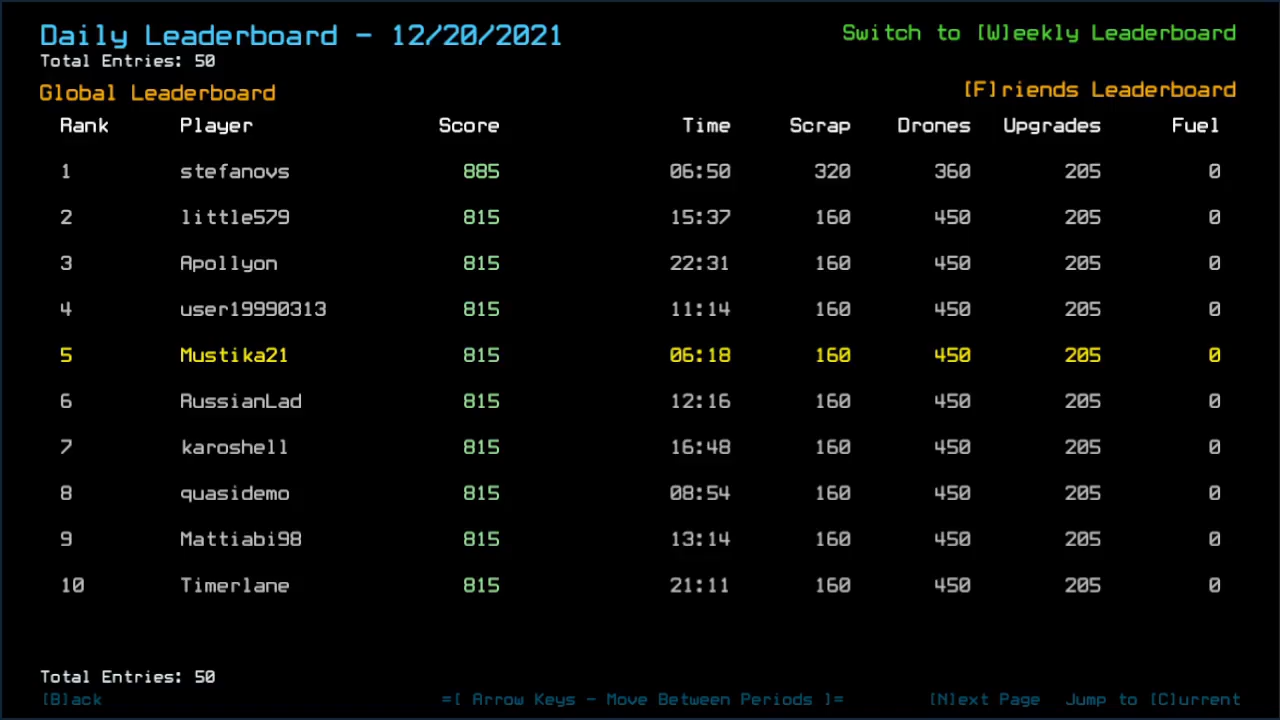 Daily Leaderboard - 12/20/2021 Switch to [W]eekly Leaderboard
Total Entries: 50
Global Leaderboard [F]riends Leaderboard
Rank Player Score Time Scrap Drones Upgrades Fuel
1 stefanovs 885 06:50 320 360 205 0
2 little579 815 15:37 160 450 205 0
3 Apollyon 815 22:31 160 450 205 0
4 user19990313 815 11:14 160 450 205 0
5 Mustika21 815 06:18 160 450 205 0
6 RussianLad 815 12:16 160 450 205 0
7 karoshell 815 16:48 160 450 205 0
8 quasidemo 815 08:54 160 450 205 0
9 Mattiabi98 815 13:14 160 450 205 0
10 Timerlane 815 21:11 160 450 205 0
Total Entries: 50
[B]ack =[ Arrow Keys - Move Between Periods ]= [N]ext Page Jump to [C]urrent